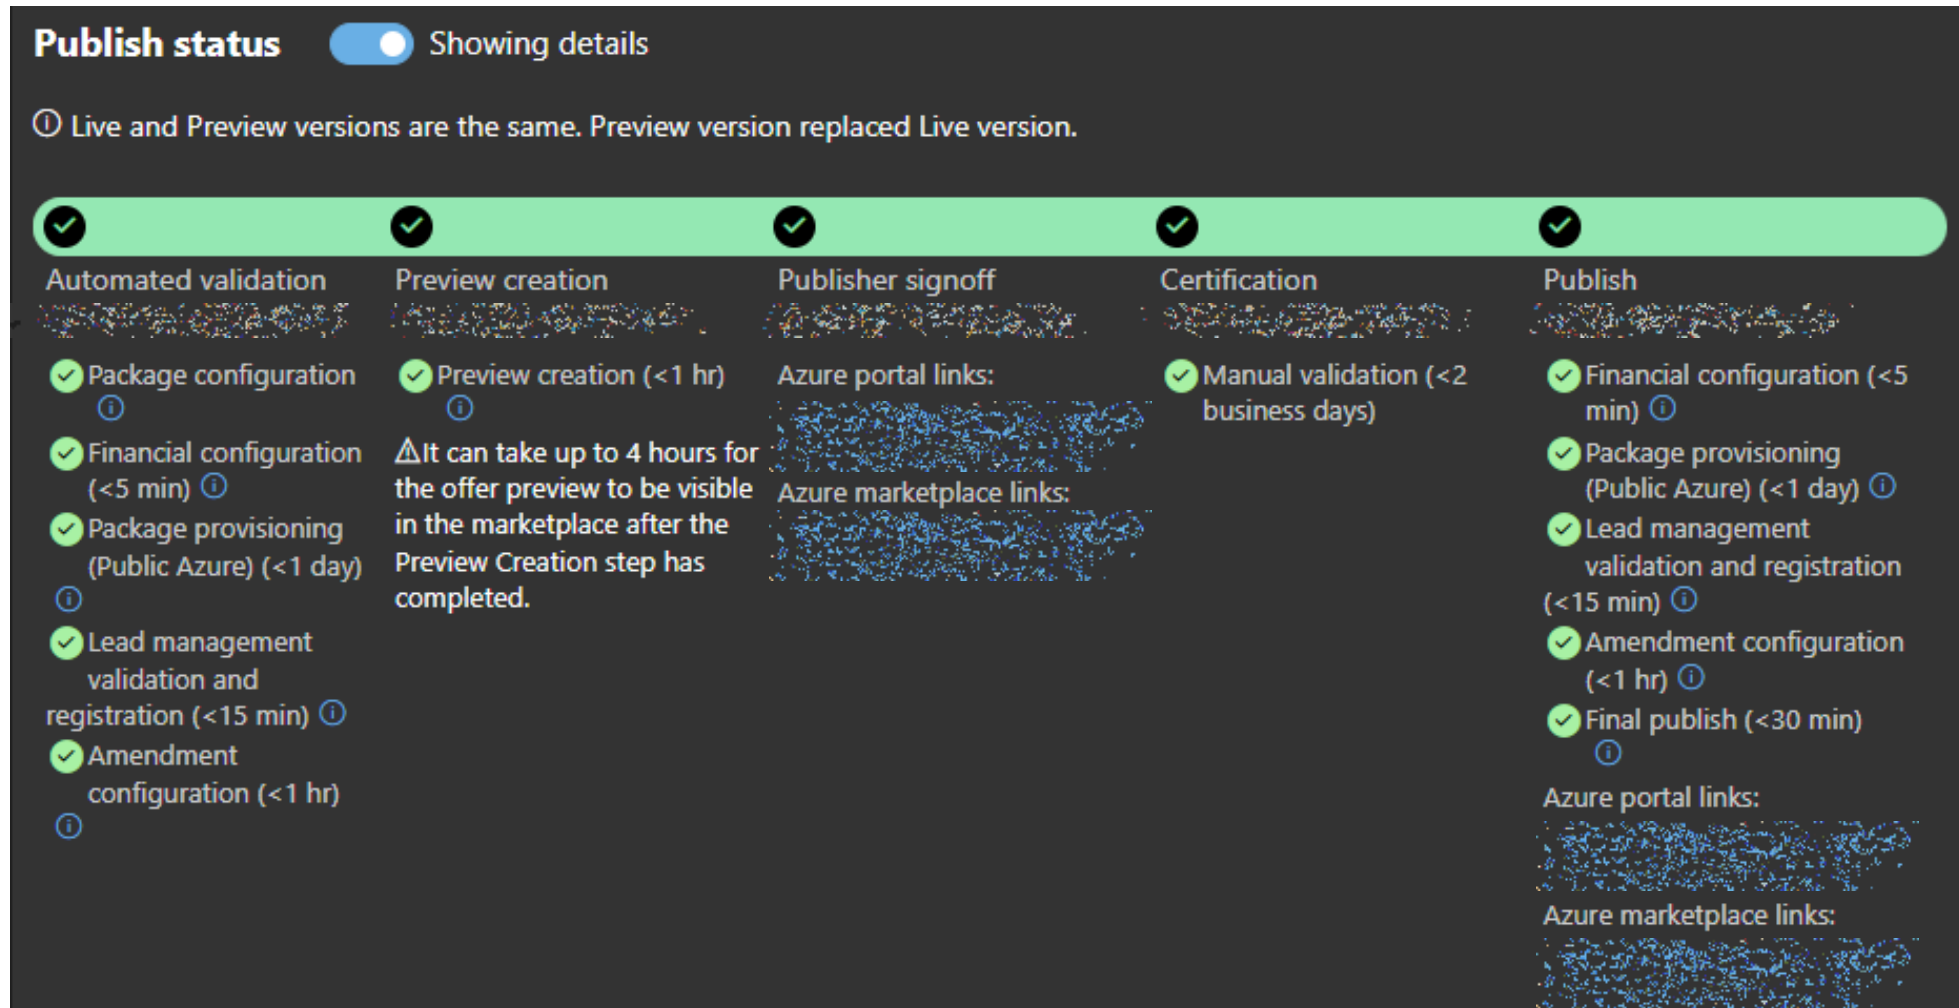 Publish status
Showing details
Live and Preview versions are the same. Preview version replaced Live version.
Automated validation
Package configuration
Financial configuration
(<5 min)
Package provisioning
(Public Azure) (<1 day)
Lead management
validation and
registration (<15 min)
Amendment
configuration (<1 hr)
Preview creation
Preview creation (<1 hr)
It can take up to 4 hours for
the offer preview to be visible
in the marketplace after the
Preview Creation step has
completed.
Publisher signoff
Azure portal links:
Azure marketplace links:
Certification
Manual validation (<2
business days)
Publish
Financial configuration (<5
min)
Package provisioning
(Public Azure) (<1 day)
Lead management
validation and registration
(<15 min)
Amendment configuration
(<1 hr)
Final publish (<30 min)
Azure portal links:
Azure marketplace links: